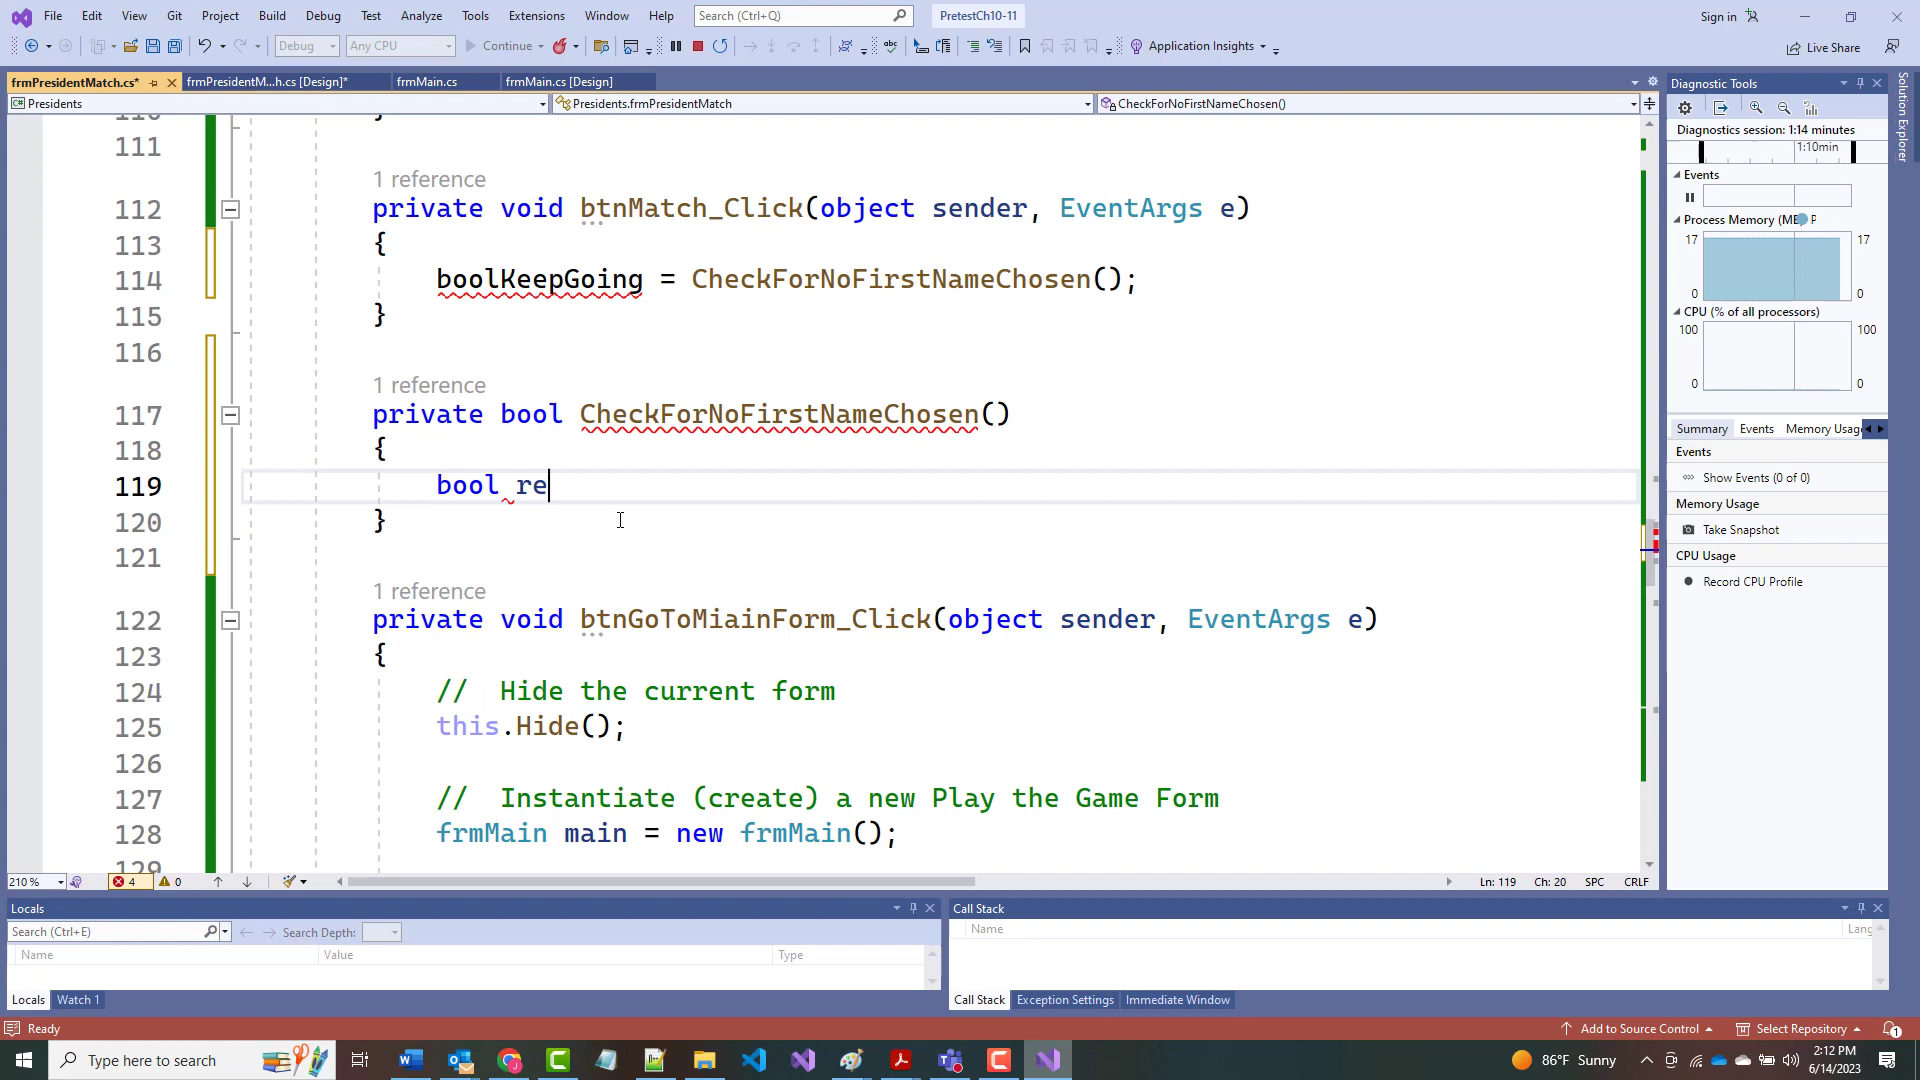 File Edit View Git Project Build Debug Test Analyze Tools Extensions Window Help Search (Ctrl+Q) PretestCh10-11 Sign in
Debug Any CPU Continue Application Insights Live Share
frmPresidentMatch.cs* frmPresidentM...h.cs [Design]* frmMain.cs frmMain.cs [Design]
Presidents Presidents.frmPresidentMatch CheckForNoFirstNameChosen()
111
1 reference
112 private void btnMatch_Click(object sender, EventArgs e)
113 {
114 boolKeepGoing = CheckForNoFirstNameChosen();
115 }
116
1 reference
117 private bool CheckForNoFirstNameChosen()
118 {
119 bool re
120 }
121
1 reference
122 private void btnGoToMiainForm_Click(object sender, EventArgs e)
123 {
124 // Hide the current form
125 this.Hide();
126
127 // Instantiate (create) a new Play the Game Form
128 frmMain main = new frmMain();
129
210 % 4 0 Ln: 119 Ch: 20 SPC CRLF
Diagnostic Tools
Diagnostics session: 1:14 minutes
1:10min
Events
Process Memory (MB) P
17 17
0 0
CPU (% of all processors)
100 100
0 0
Summary Events Memory Usag
Events
Show Events (0 of 0)
Memory Usage
Take Snapshot
CPU Usage
Record CPU Profile
Solution Explorer
Locals
Search (Ctrl+E) Search Depth:
Name Value Type
Locals Watch 1
Call Stack
Name Lang
Call Stack Exception Settings Immediate Window
Ready Add to Source Control Select Repository 1
Type here to search 86°F Sunny 2:12 PM
6/14/2023